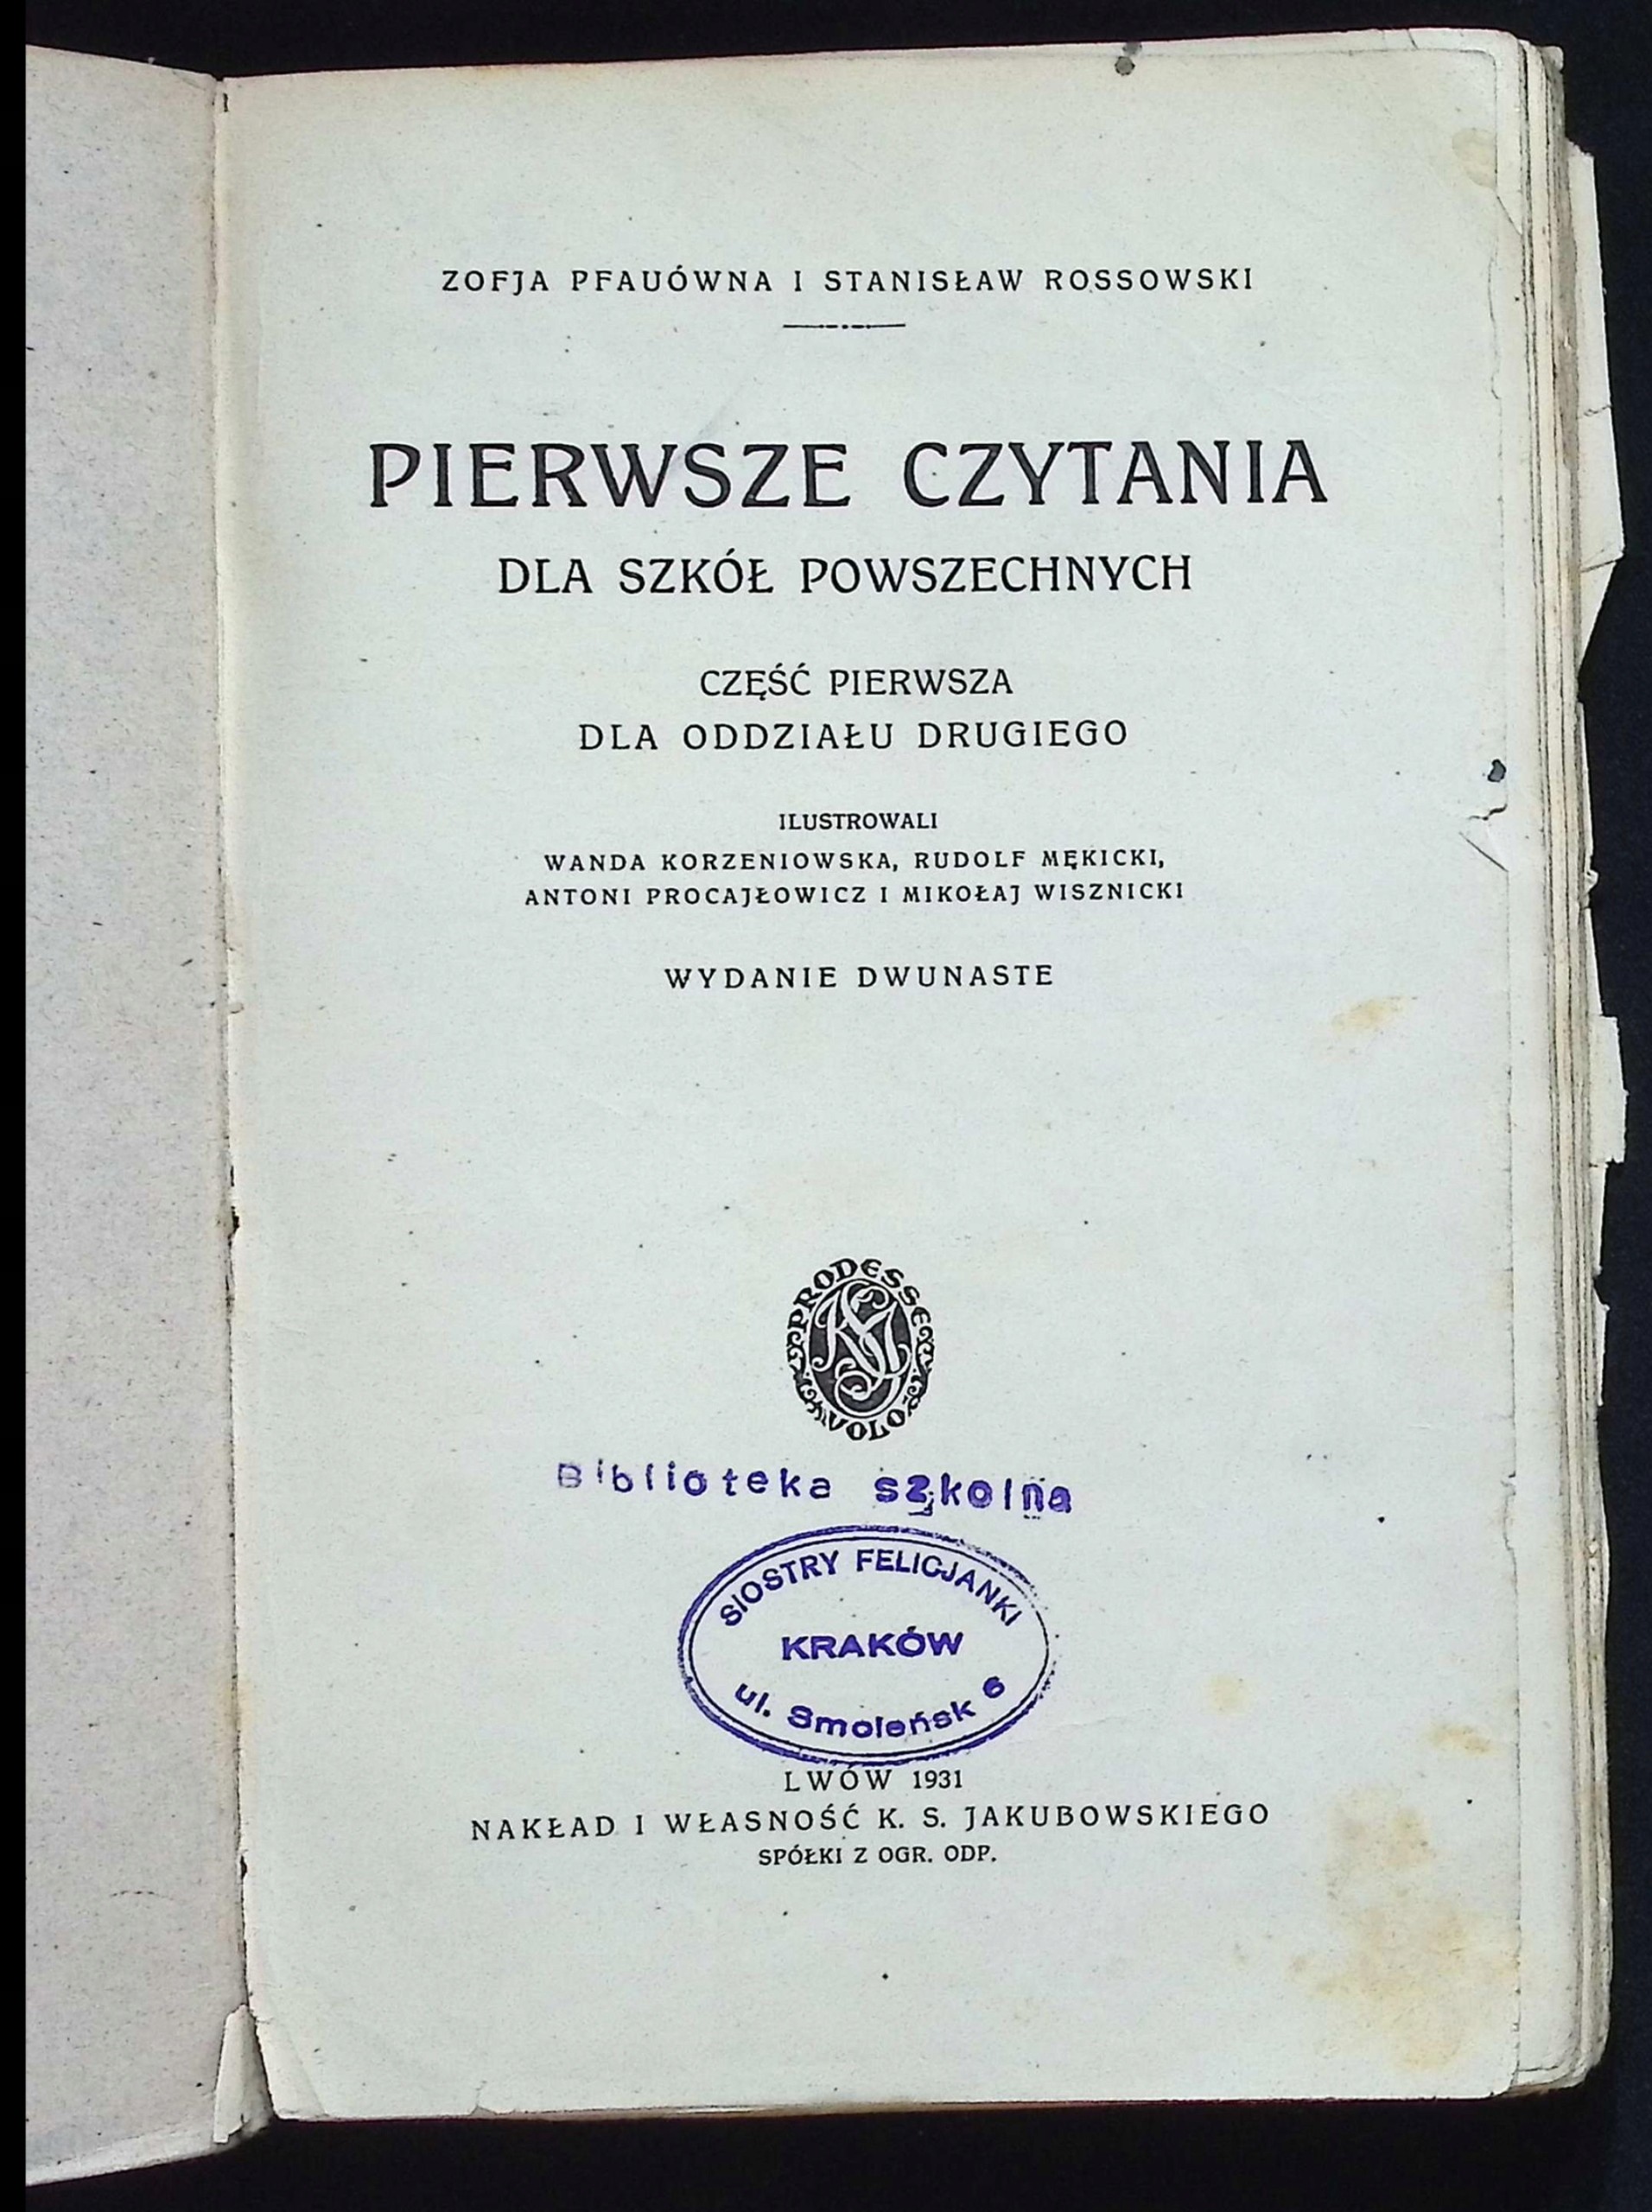 ZOFJA PFAUÓWNA I STANISŁAW ROSSOWSKI
PIERWSZE CZYTANIA
DLA SZKÓŁ POWSZECHNYCH
CZĘŚĆ PIERWSZA
DLA ODDZIAŁU DRUGIEGO
ILUSTROWALI
WANDA KORZENIOWSKA, RUDOLF MĘKICKI,
ANTONI PROCAJŁOWICZ I MIKOŁAJ WISZNICKI
WYDANIE DWUNASTE
PRODESSE
KSJ
VOLO
Biblioteka szkolna
SIOSTRY FELICJANKI
KRAKÓW
ul. Smoleńsk 6
LWÓW 1931
NAKŁAD I WŁASNOŚĆ K. S. JAKUBOWSKIEGO
SPÓŁKI Z OGR. ODP.